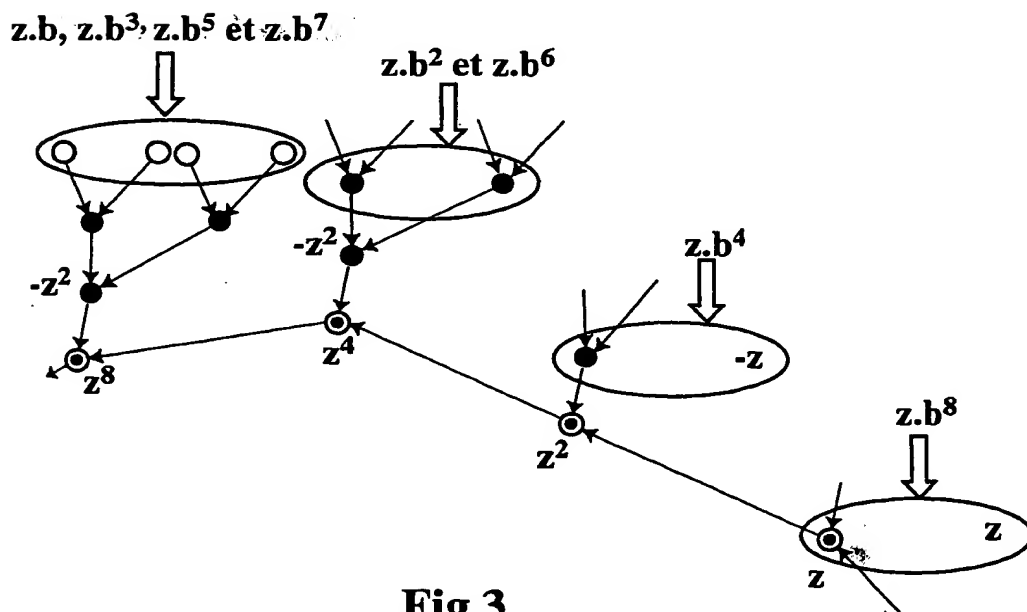 z.b, z.b³, z.b⁵ et z.b⁷
z.b² et z.b⁶
-z²
z.b⁴
-z²
z⁴
-z
z⁸
z.b⁸
z²
z
z
Fig 3